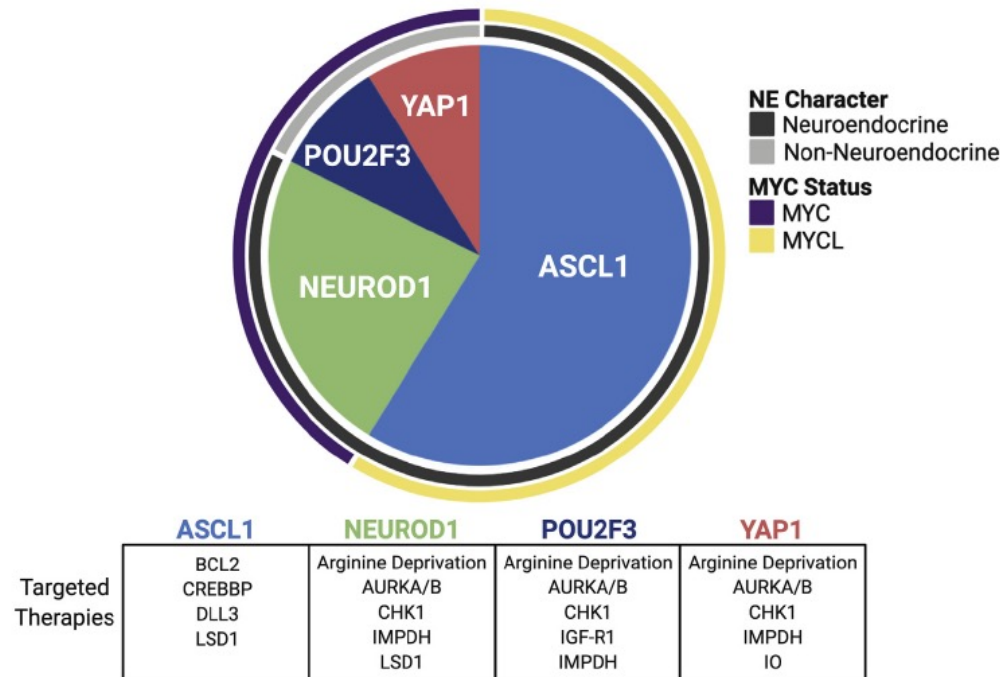 YAP1
POU2F3
NEUROD1
ASCL1
NE Character
Neuroendocrine
Non-Neuroendocrine
MYC Status
MYC
MYCL
ASCL1 NEUROD1 POU2F3 YAP1
Targeted Therapies
BCL2
CREBBP
DLL3
LSD1
Arginine Deprivation
AURKA/B
CHK1
IMPDH
LSD1
Arginine Deprivation
AURKA/B
CHK1
IGF-R1
IMPDH
Arginine Deprivation
AURKA/B
CHK1
IMPDH
IO